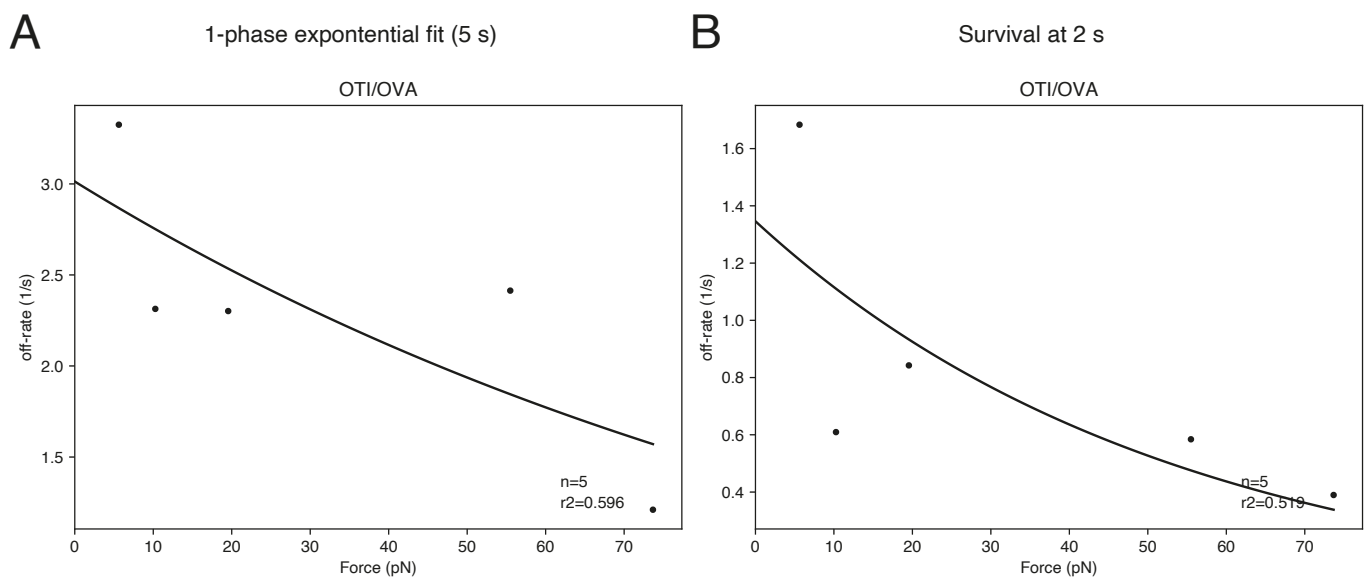 A
1-phase expontential fit (5 s)
OTI/OVA
off-rate (1/s)
3.0
2.5
2.0
1.5
n=5
r2=0.596
0 10 20 30 40 50 60 70
Force (pN)
B
Survival at 2 s
OTI/OVA
off-rate (1/s)
1.6
1.4
1.2
1.0
0.8
0.6
0.4
n=5
r2=0.519
0 10 20 30 40 50 60 70
Force (pN)